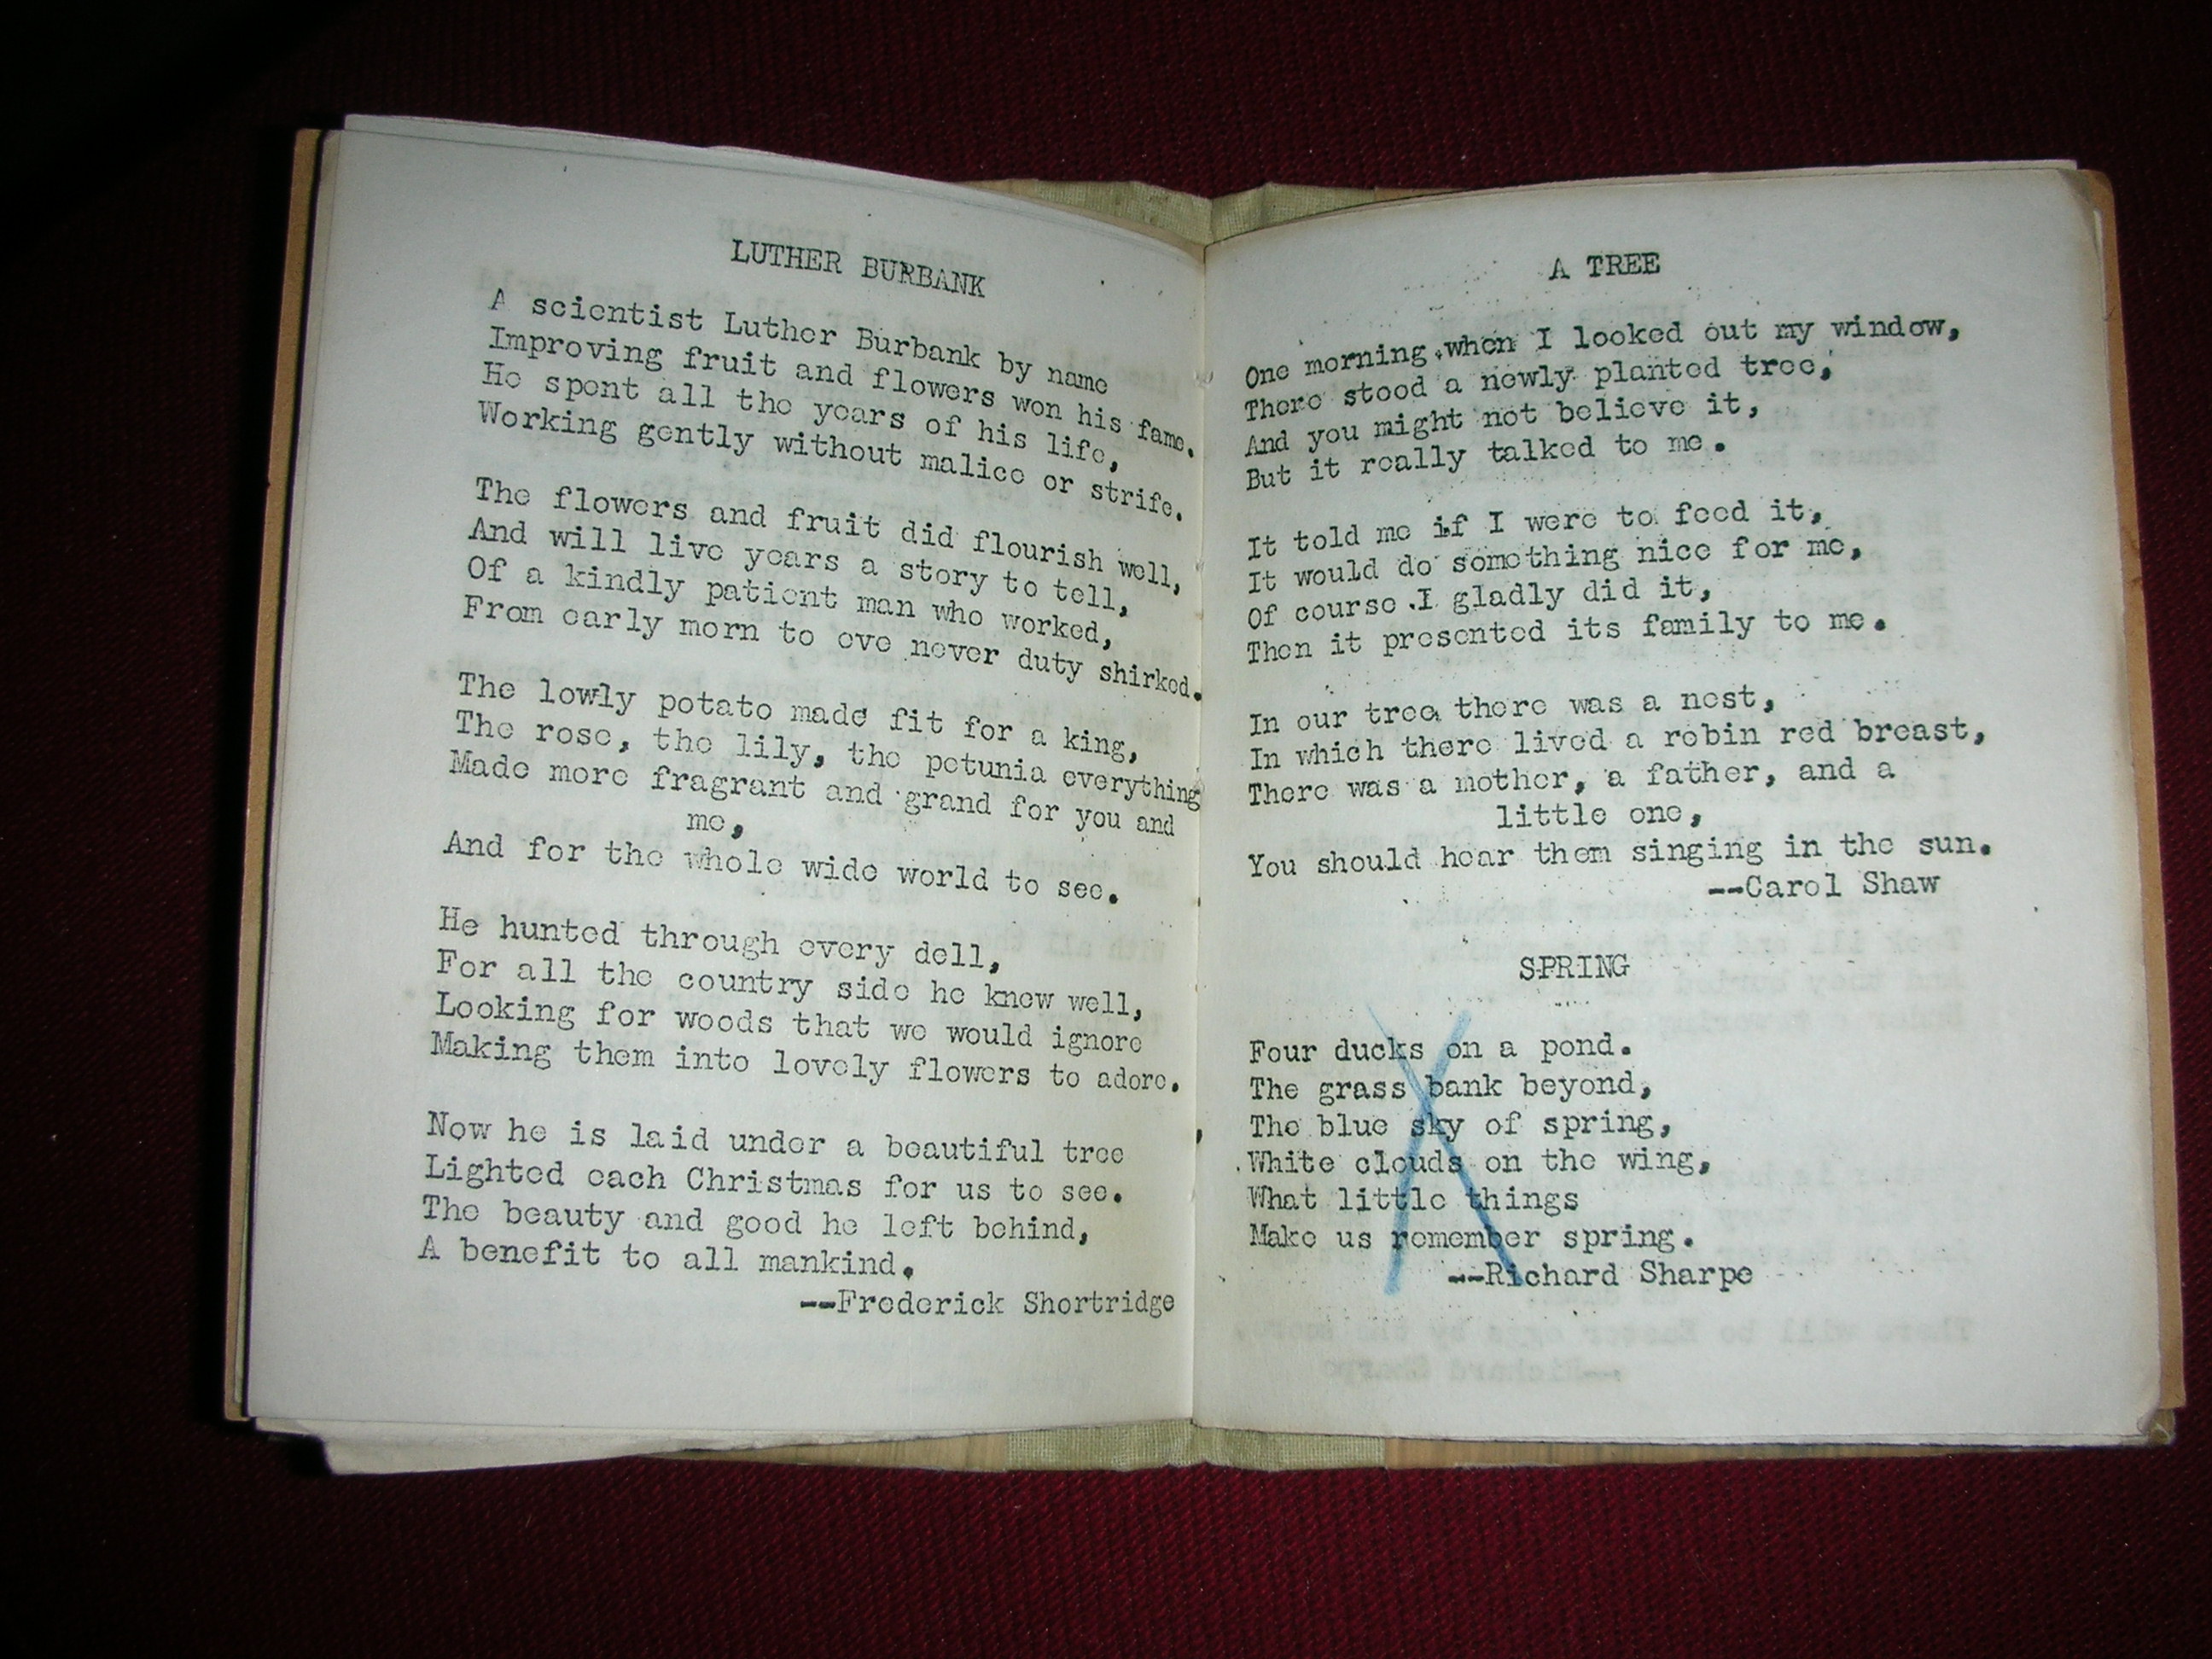 LUTHER BURBANK
A scientist Luther Burbank by name
Improving fruit and flowers won his fame.
He spent all the years of his life,
Working gently without malice or strife.
The flowers and fruit did flourish well,
And will live years a story to tell,
Of a kindly patient man who worked,
From early morn to eve never duty shirked.
The lowly potato made fit for a king,
The rose, the lily, the petunia everything
Made more fragrant and grand for you and
me,
And for the whole wide world to see.
He hunted through every dell,
For all the country side he knew well,
Looking for woods that we would ignore
Making them into lovely flowers to adore.
Now he is laid under a beautiful tree
Lighted each Christmas for us to see.
The beauty and good he left behind,
A benefit to all mankind.
--Frederick Shortridge
A TREE
One morning when I looked out my window,
There stood a newly planted tree,
And you might not believe it,
But it really talked to me.
It told me if I were to feed it,
It would do something nice for me,
Of course I gladly did it,
Then it presented its family to me.
In our tree there was a nest,
In which there lived a robin red breast,
There was a mother, a father, and a
little one,
You should hear them singing in the sun.
--Carol Shaw
SPRING
Four ducks on a pond.
The grass bank beyond,
The blue sky of spring,
White clouds on the wing,
What little things
Make us remember spring.
--Richard Sharpe